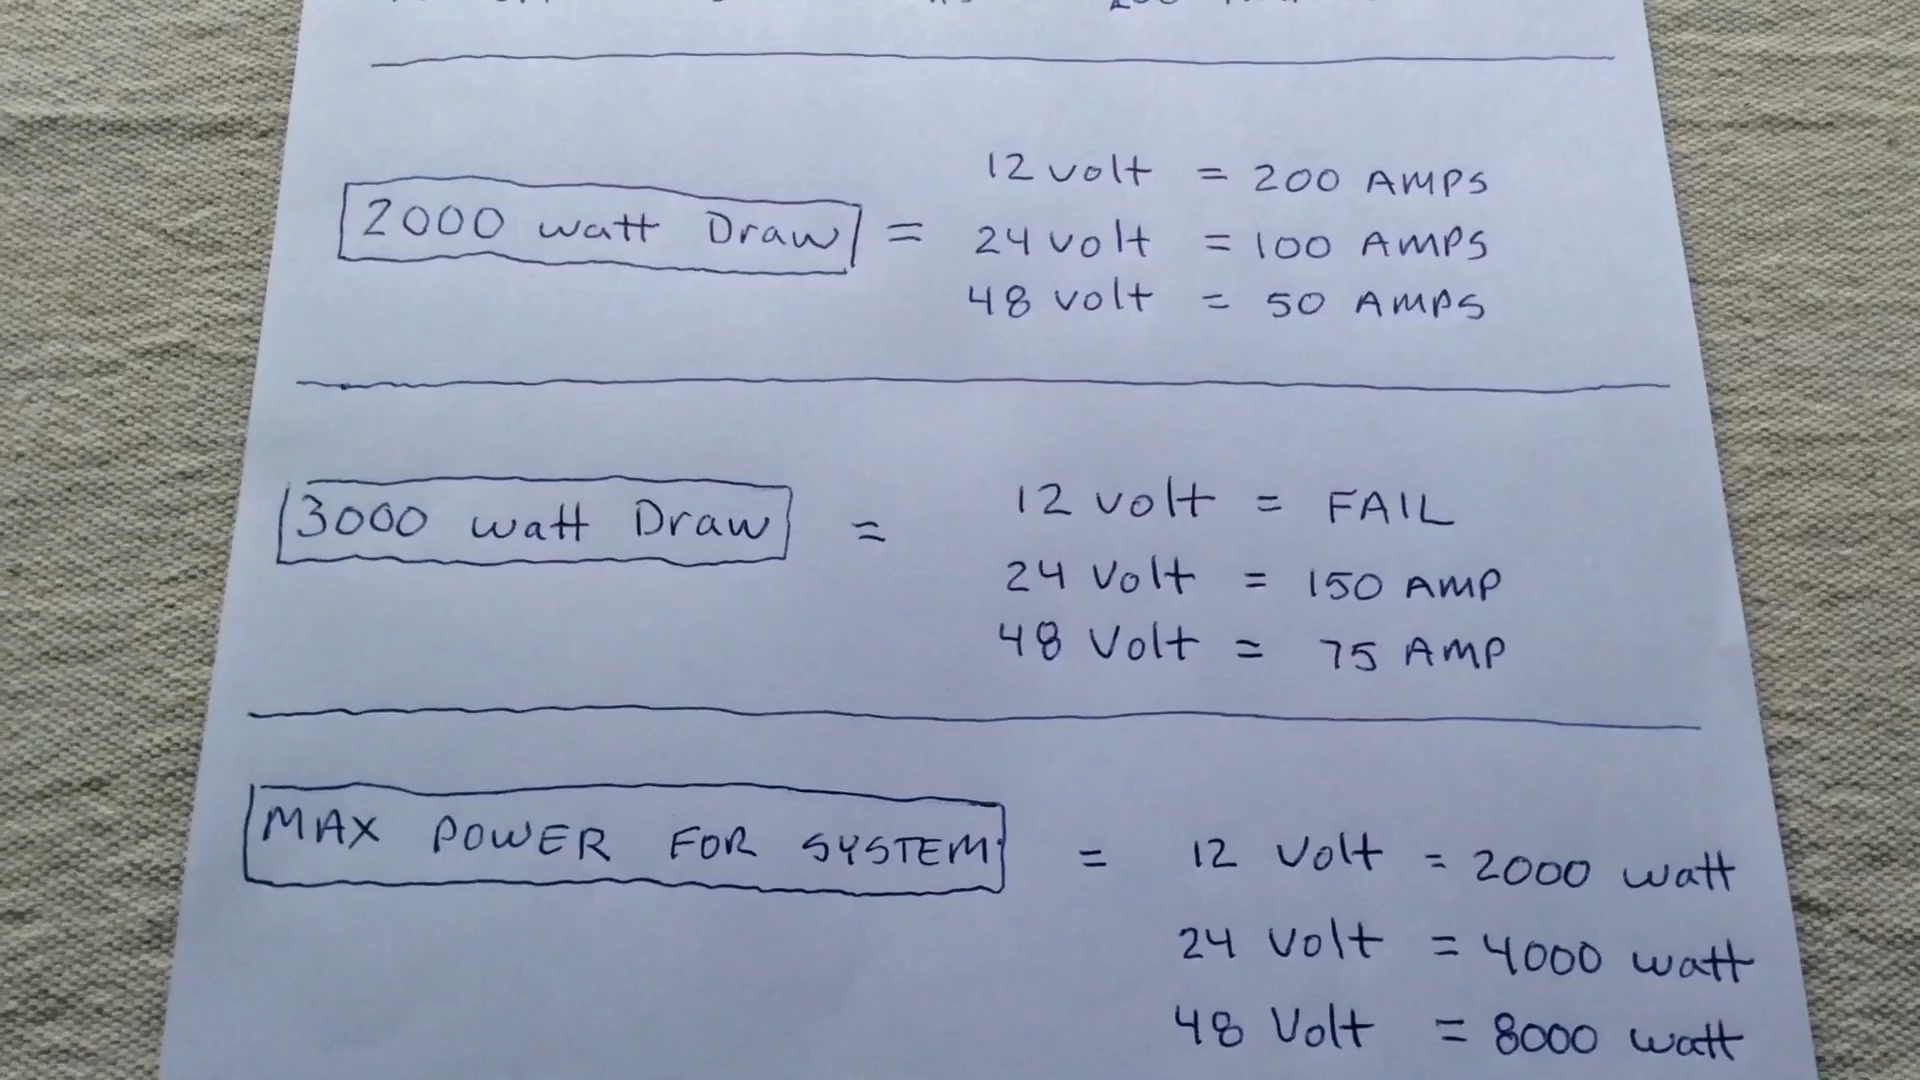 2000 watt Draw = 12 volt = 200 AMPS
24 volt = 100 AMPS
48 volt = 50 AMPS
3000 watt Draw = 12 volt = FAIL
24 Volt = 150 AMP
48 Volt = 75 AMP
MAX POWER FOR SYSTEM = 12 Volt = 2000 watt
24 Volt = 4000 watt
48 Volt = 8000 watt